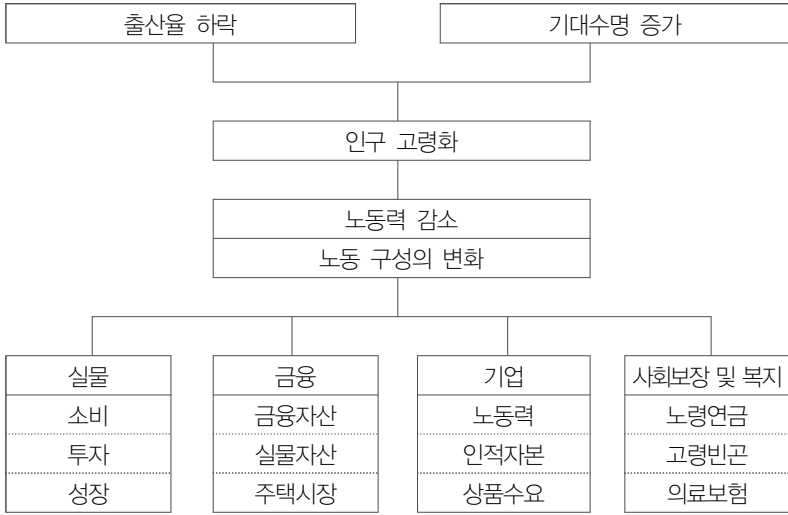 출산율 하락
기대수명 증가
인구 고령화
노동력 감소
노동 구성의 변화
실물
소비
투자
성장
금융
금융자산
실물자산
주택시장
기업
노동력
인적자본
상품수요
사회보장 및 복지
노령연금
고령빈곤
의료보험